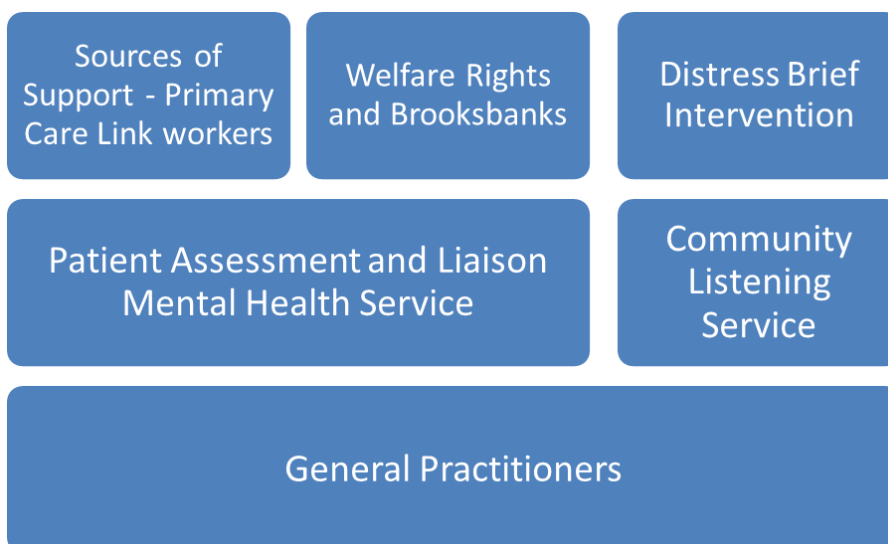 Sources of
Support - Primary
Care Link workers
Welfare Rights
and Brooksbanks
Distress Brief
Intervention
Patient Assessment and Liaison
Mental Health Service
Community
Listening
Service
General Practitioners